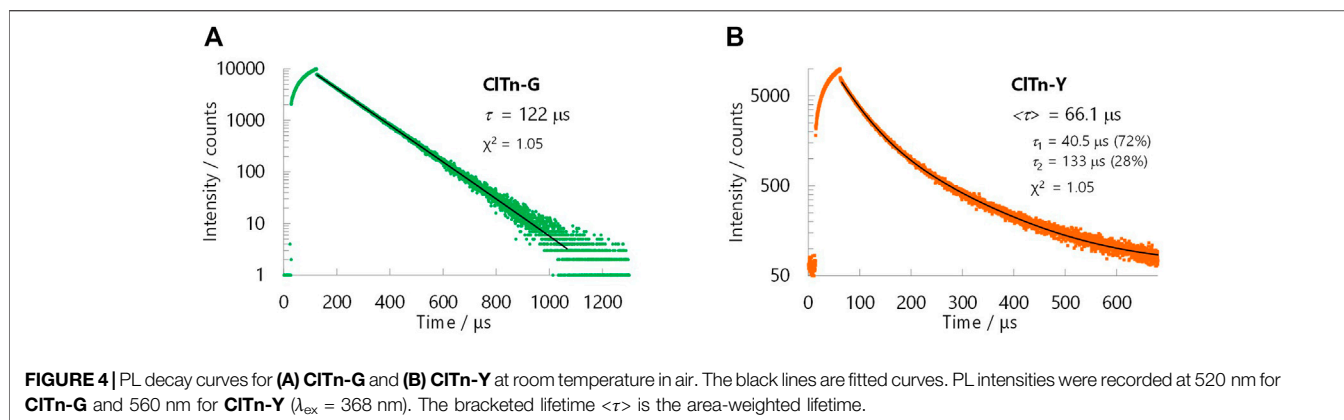 A
ClTn-G
τ = 122 μs
χ² = 1.05
Intensity / counts
10000
1000
100
10
1
0 200 400 600 800 1000 1200
Time / μs
B
ClTn-Y
<τ> = 66.1 μs
τ₁ = 40.5 μs (72%)
τ₂ = 133 μs (28%)
χ² = 1.05
Intensity / counts
5000
500
50
0 100 200 300 400 500 600
Time / μs
FIGURE 4 | PL decay curves for (A) ClTn-G and (B) ClTn-Y at room temperature in air. The black lines are fitted curves. PL intensities were recorded at 520 nm for
ClTn-G and 560 nm for ClTn-Y (λex = 368 nm). The bracketed lifetime <τ> is the area-weighted lifetime.